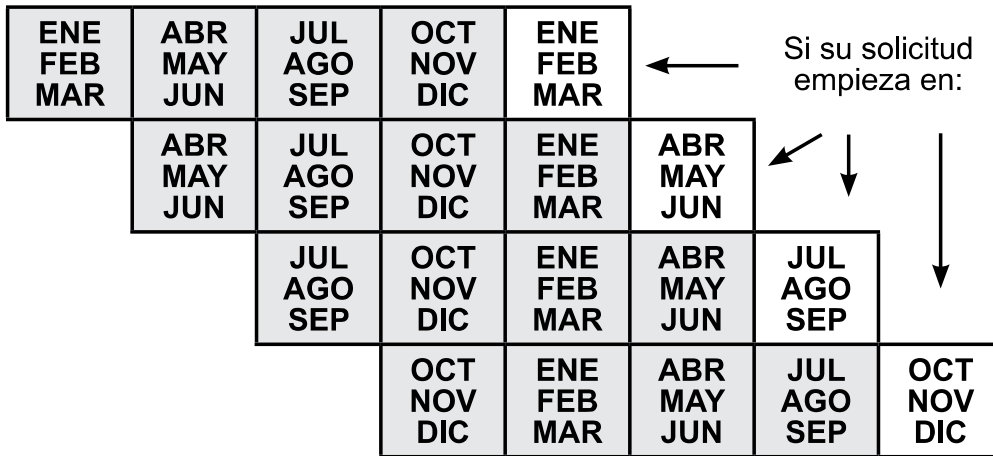 ENE ABR JUL OCT ENE
FEB MAY AGO NOV FEB
MAR JUN SEP DIC MAR
Si su solicitud
empieza en:
ABR JUL OCT ENE ABR
MAY AGO NOV FEB MAY
JUN SEP DIC MAR JUN
JUL OCT ENE ABR JUL
AGO NOV FEB MAY AGO
SEP DIC MAR JUN SEP
OCT ENE ABR JUL OCT
NOV FEB MAY AGO NOV
DIC MAR JUN SEP DIC